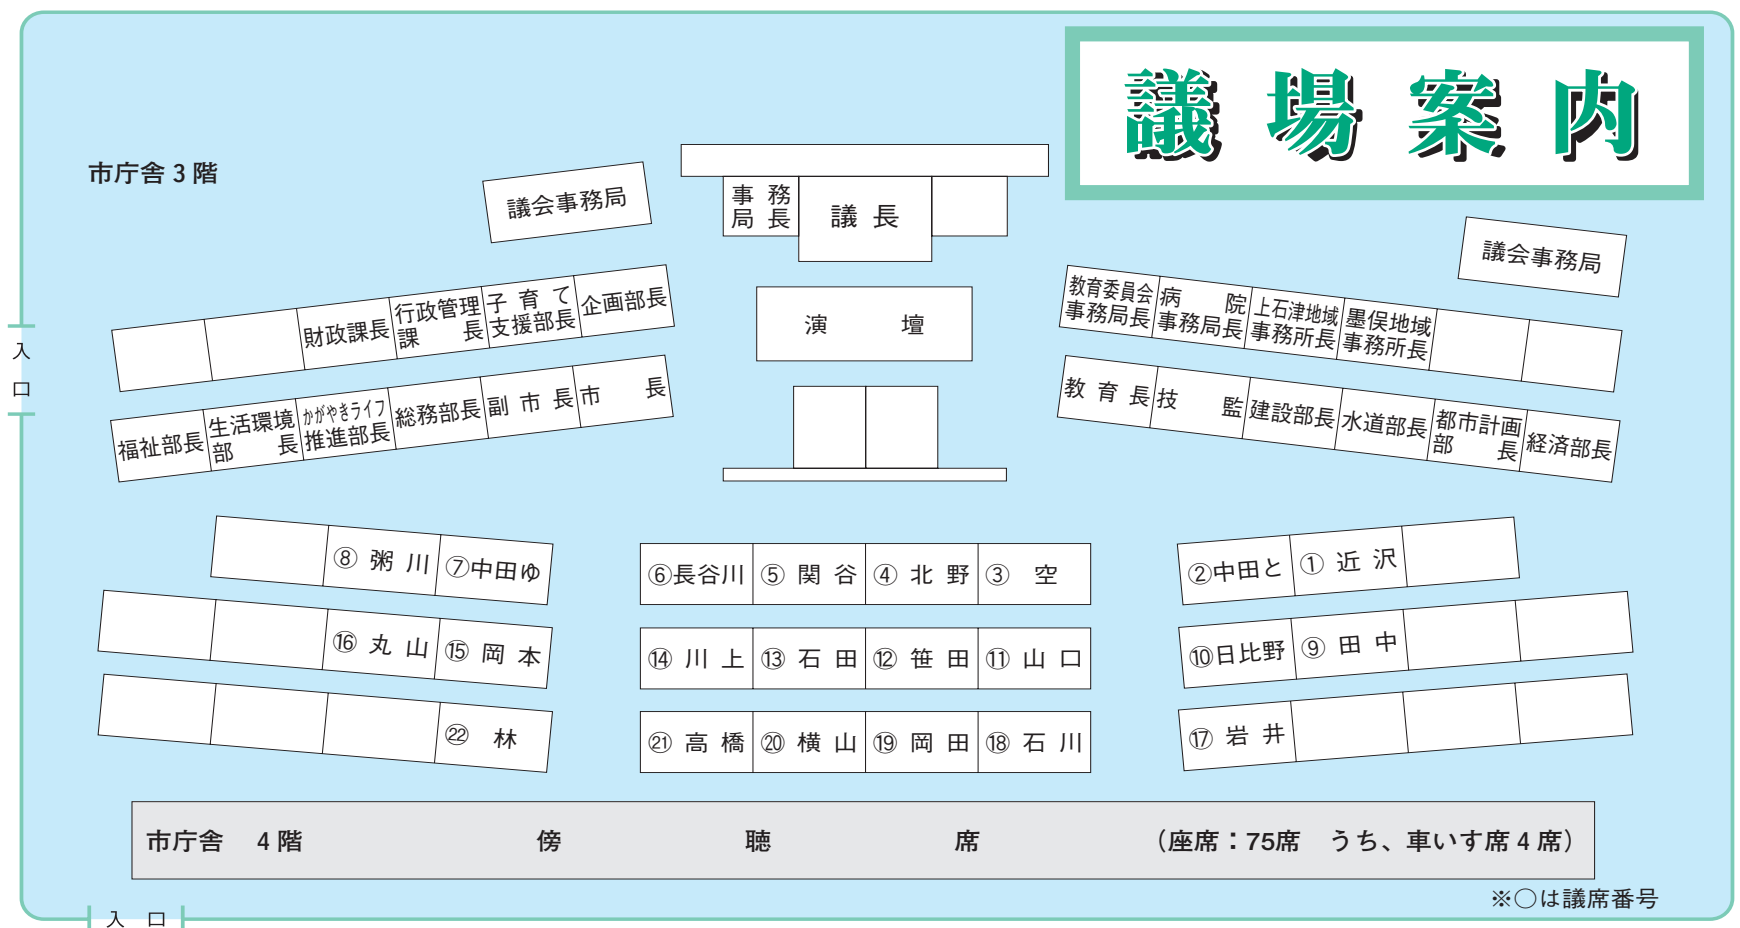 議場案内
市庁舎3階
議会事務局
事務
局長
議長
議会事務局
演壇
財政課長
行政管理
課長
子育て
支援部長
企画部長
教育委員会
事務局長
病院
事務局長
上石津地域
事務所長
墨俣地域
事務所長
入口
福祉部長
生活環境
部長
かがやきライフ
推進部長
総務部長
副市長
市長
教育長
技監
建設部長
水道部長
都市計画
部長
経済部長
⑧粥川
⑦中田ゆ
⑥長谷川
⑤関谷
④北野
③空
②中田と
①近沢
⑯丸山
⑮岡本
⑭川上
⑬石田
⑫笹田
⑪山口
⑩日比野
⑨田中
㉒林
㉑高橋
⑳横山
⑲岡田
⑱石川
⑰岩井
市庁舎 4階 傍聴席 (座席:75席 うち、車いす席4席)
※○は議席番号
入口